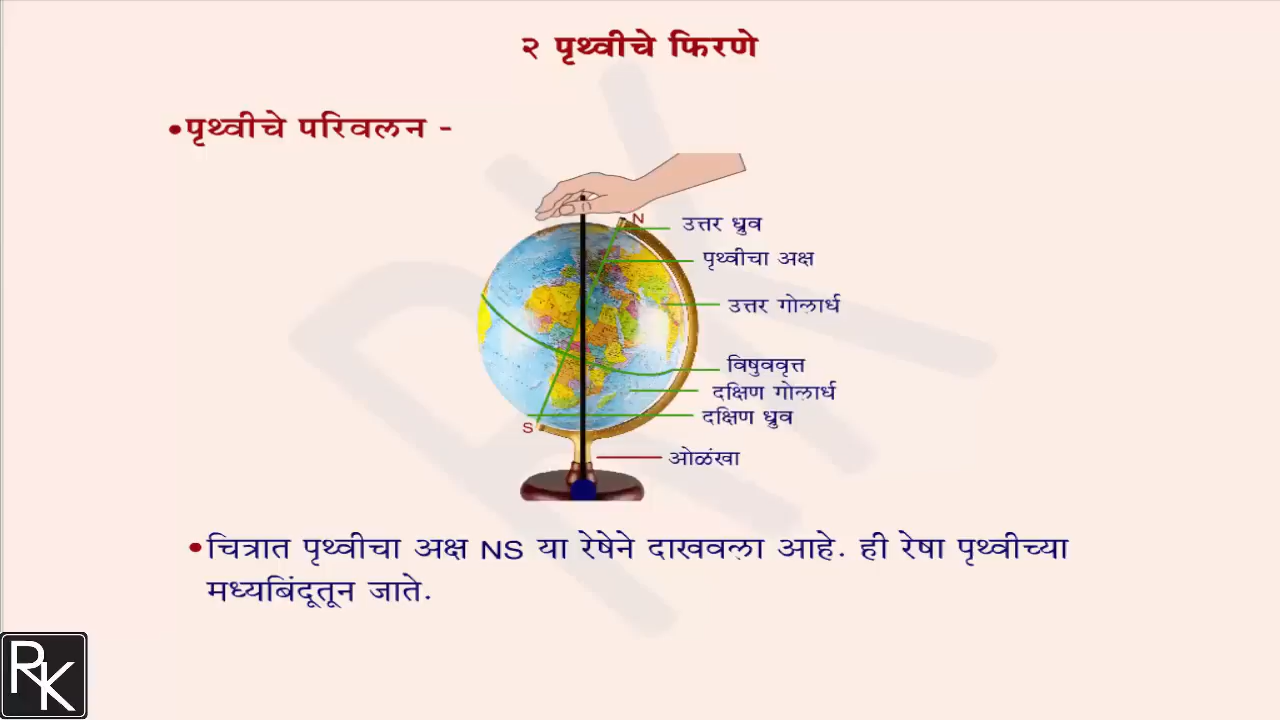 २ पृथ्वीचे फिरणे
•पृथ्वीचे परिवलन -
N
उत्तर ध्रुव
पृथ्वीचा अक्ष
उत्तर गोलार्ध
विषुववृत्त
दक्षिण गोलार्ध
दक्षिण ध्रुव
S
ओळंखा
•चित्रात पृथ्वीचा अक्ष NS या रेषेने दाखवला आहे. ही रेषा पृथ्वीच्या
मध्यबिंदूतून जाते.
RK